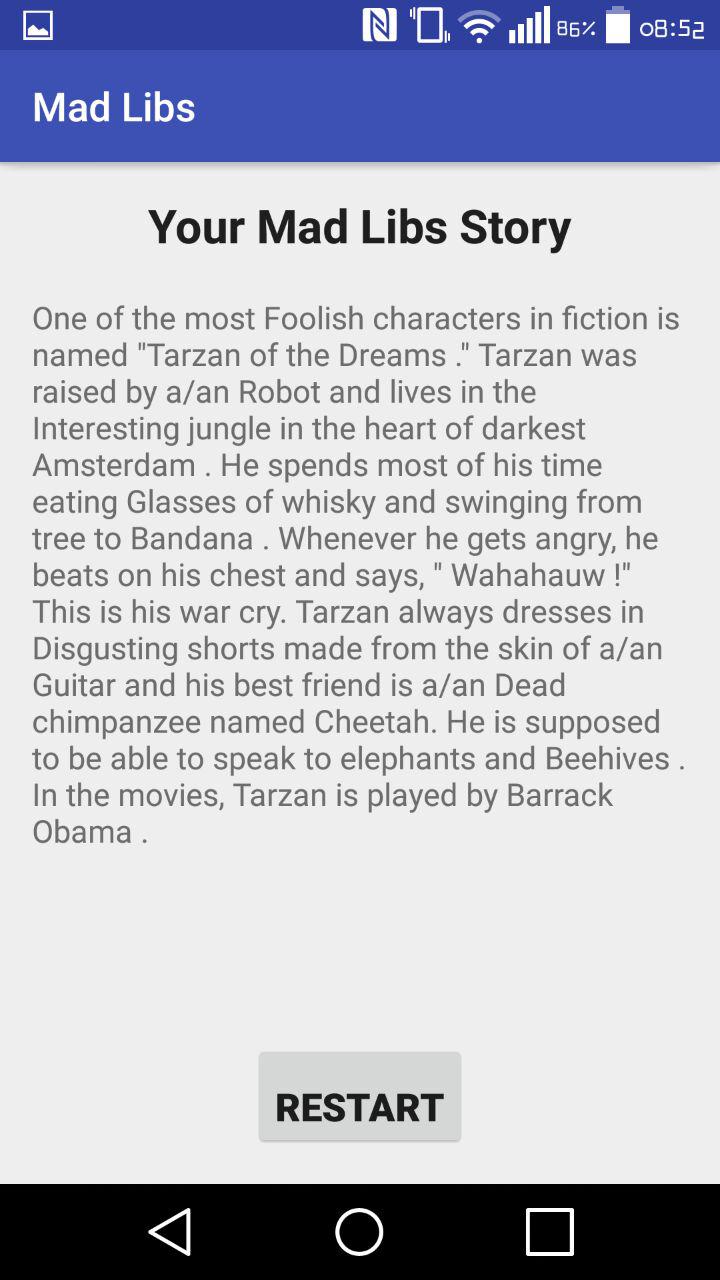 86% 08:52
Mad Libs
Your Mad Libs Story
One of the most Foolish characters in fiction is
named "Tarzan of the Dreams ." Tarzan was
raised by a/an Robot and lives in the
Interesting jungle in the heart of darkest
Amsterdam . He spends most of his time
eating Glasses of whisky and swinging from
tree to Bandana . Whenever he gets angry, he
beats on his chest and says, " Wahahauw !"
This is his war cry. Tarzan always dresses in
Disgusting shorts made from the skin of a/an
Guitar and his best friend is a/an Dead
chimpanzee named Cheetah. He is supposed
to be able to speak to elephants and Beehives .
In the movies, Tarzan is played by Barrack
Obama .
RESTART